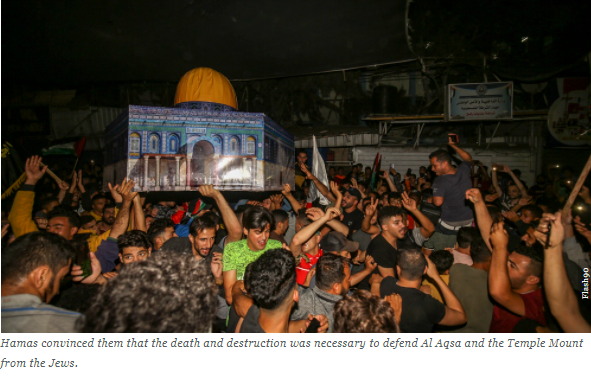 Flash90
Hamas convinced them that the death and destruction was necessary to defend Al Aqsa and the Temple Mount
from the Jews.